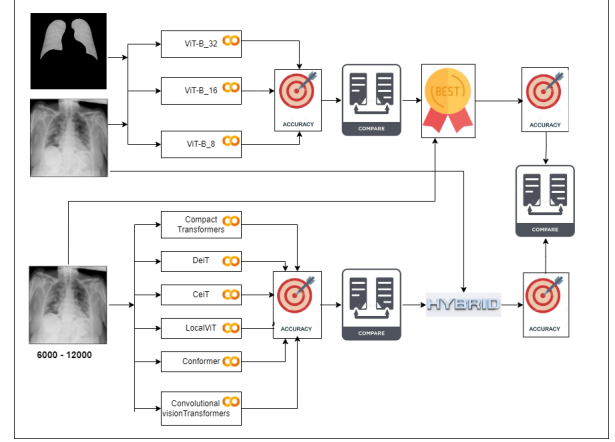 ViT-B_32
ViT-B_16
ViT-B_8
ACCURACY
COMPARE
BEST
ACCURACY
COMPARE
Compact
Transformers
DeiT
CeiT
LocalViT
Conformer
Convolutional
visionTransformers
6000 - 12000
ACCURACY
COMPARE
HYBRID
ACCURACY